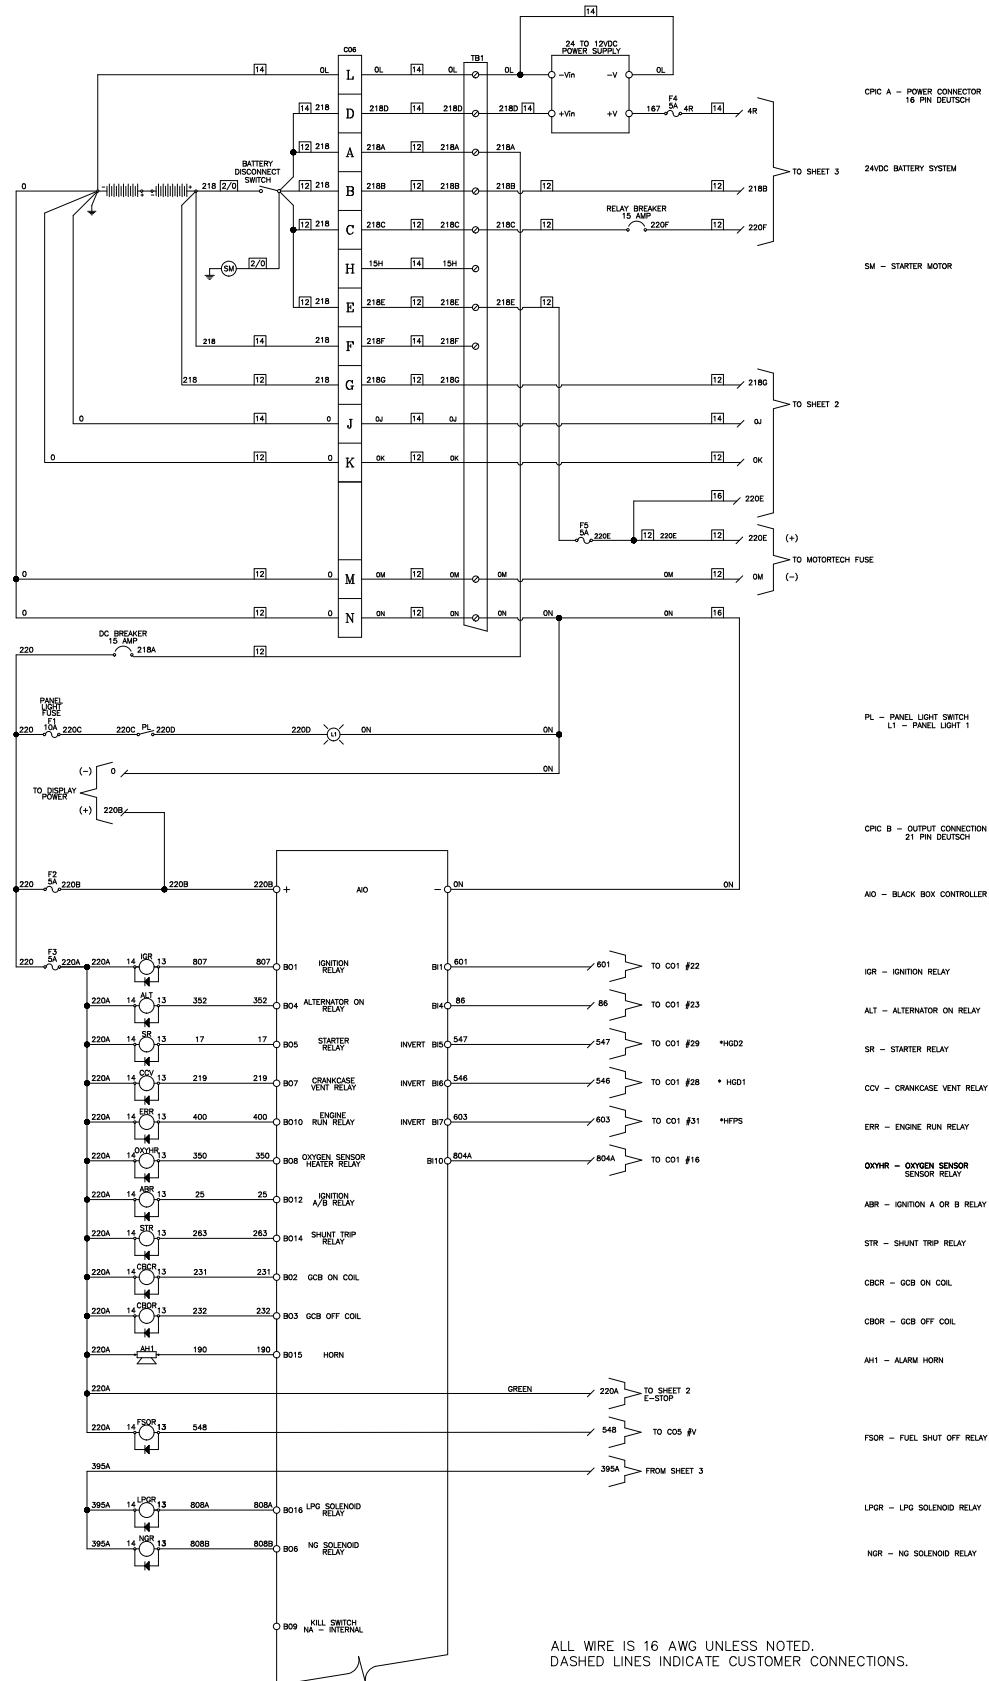 14
C06
TB1
24 TO 12VDC
POWER SUPPLY
14 0L L 0L 14 0L 0L -Vin -V 0L
CPIC A - POWER CONNECTOR
16 PIN DEUTSCH
F4
5A
14 218 D 218D 14 218D 218D 14 +Vin +V 167 4R 14 4R
12 218 A 218A 12 218A 218A
BATTERY
DISCONNECT
SWITCH
TO SHEET 3
24VDC BATTERY SYSTEM
0 - + - + 218 2/0 12 218 B 218B 12 218B 218B 12 218B
RELAY BREAKER
15 AMP
12 218 C 218C 12 218C 218C 12 220F 12 220F
SM 2/0 H 15H 14 15H
SM - STARTER MOTOR
12 218 E 218E 12 218E 218E 12
218 14 218 F 218F 14 218F
218 12 218 G 218G 12 218G 12 218G
TO SHEET 2
0 14 0 J 0J 14 0J 14 0J
0 12 0 K 0K 12 0K 12 0K
16 220E
F5
5A
220E 12 220E 12 220E (+)
TO MOTORTECH FUSE
0 12 0 M 0M 12 0M 0M 0M 12 0M (-)
0 12 0 N 0N 12 0N 0N 0N 0N 16
DC BREAKER
15 AMP
220 218A 12
PANEL
LIGHT
FUSE
F1
10A
220 220C 220C PL 220D 220D L1 0N 0N
PL - PANEL LIGHT SWITCH
L1 - PANEL LIGHT 1
(-) 0 0N
TO DISPLAY
POWER
(+) 220B
CPIC B - OUTPUT CONNECTION
21 PIN DEUTSCH
F2
5A
220 220B 220B 220B + AIO - 0N 0N
AIO - BLACK BOX CONTROLLER
F3
5A
220 220A 220A 14 IGR 13 807 807 B01 IGNITION
RELAY
BI1 601 601 TO C01 #22
IGR - IGNITION RELAY
220A 14 ALT 13 352 352 B04 ALTERNATOR ON
RELAY
BI4 86 86 TO C01 #23
ALT - ALTERNATOR ON RELAY
220A 14 SR 13 17 17 B05 STARTER
RELAY
INVERT BI5 547 547 TO C01 #29 *HGD2
SR - STARTER RELAY
220A 14 CCV 13 219 219 B07 CRANKCASE
VENT RELAY
INVERT BI6 546 546 TO C01 #28 * HGD1
CCV - CRANKCASE VENT RELAY
220A 14 ERR 13 400 400 B010 ENGINE
RUN RELAY
INVERT BI7 603 603 TO C01 #31 *HFPS
ERR - ENGINE RUN RELAY
220A 14 OXYHR 13 350 350 B08 OXYGEN SENSOR
HEATER RELAY
BI10 804A 804A TO C01 #16
OXYHR - OXYGEN SENSOR
SENSOR RELAY
220A 14 ABR 13 25 25 B012 IGNITION
A/B RELAY
ABR - IGNITION A OR B RELAY
220A 14 STR 13 263 263 B014 SHUNT TRIP
RELAY
STR - SHUNT TRIP RELAY
220A 14 CBCR 13 231 231 B02 GCB ON COIL
CBCR - GCB ON COIL
220A 14 CBOR 13 232 232 B03 GCB OFF COIL
CBOR - GCB OFF COIL
220A AH1 190 190 B015 HORN
AH1 - ALARM HORN
220A GREEN 220A TO SHEET 2
E-STOP
220A 14 FSOR 13 548 548 TO C05 #V
FSOR - FUEL SHUT OFF RELAY
395A 395A FROM SHEET 3
395A 14 LPGR 13 808A 808A B016 LPG SOLENOID
RELAY
LPGR - LPG SOLENOID RELAY
395A 14 NGR 13 808B 808B B06 NG SOLENOID
RELAY
NGR - NG SOLENOID RELAY
B09 KILL SWITCH
NA - INTERNAL
ALL WIRE IS 16 AWG UNLESS NOTED.
DASHED LINES INDICATE CUSTOMER CONNECTIONS.